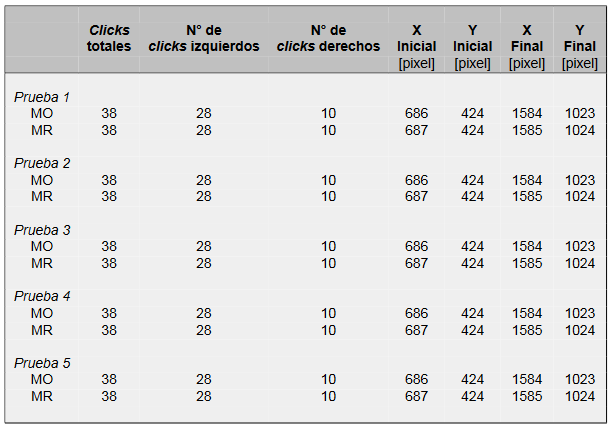 Clicks totales N° de clicks izquierdos N° de clicks derechos X Inicial [pixel] Y Inicial [pixel] X Final [pixel] Y Final [pixel]
Prueba 1
MO 38 28 10 686 424 1584 1023
MR 38 28 10 687 424 1585 1024
Prueba 2
MO 38 28 10 686 424 1584 1023
MR 38 28 10 687 424 1585 1024
Prueba 3
MO 38 28 10 686 424 1584 1023
MR 38 28 10 687 424 1585 1024
Prueba 4
MO 38 28 10 686 424 1584 1023
MR 38 28 10 687 424 1585 1024
Prueba 5
MO 38 28 10 686 424 1584 1023
MR 38 28 10 687 424 1585 1024